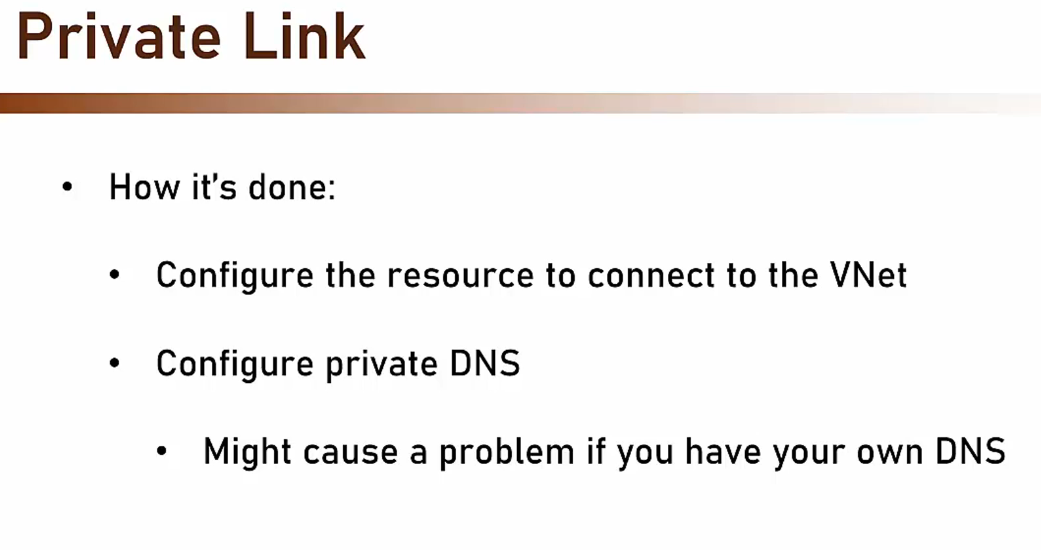 Private Link
• How it's done:
• Configure the resource to connect to the VNet
• Configure private DNS
• Might cause a problem if you have your own DNS